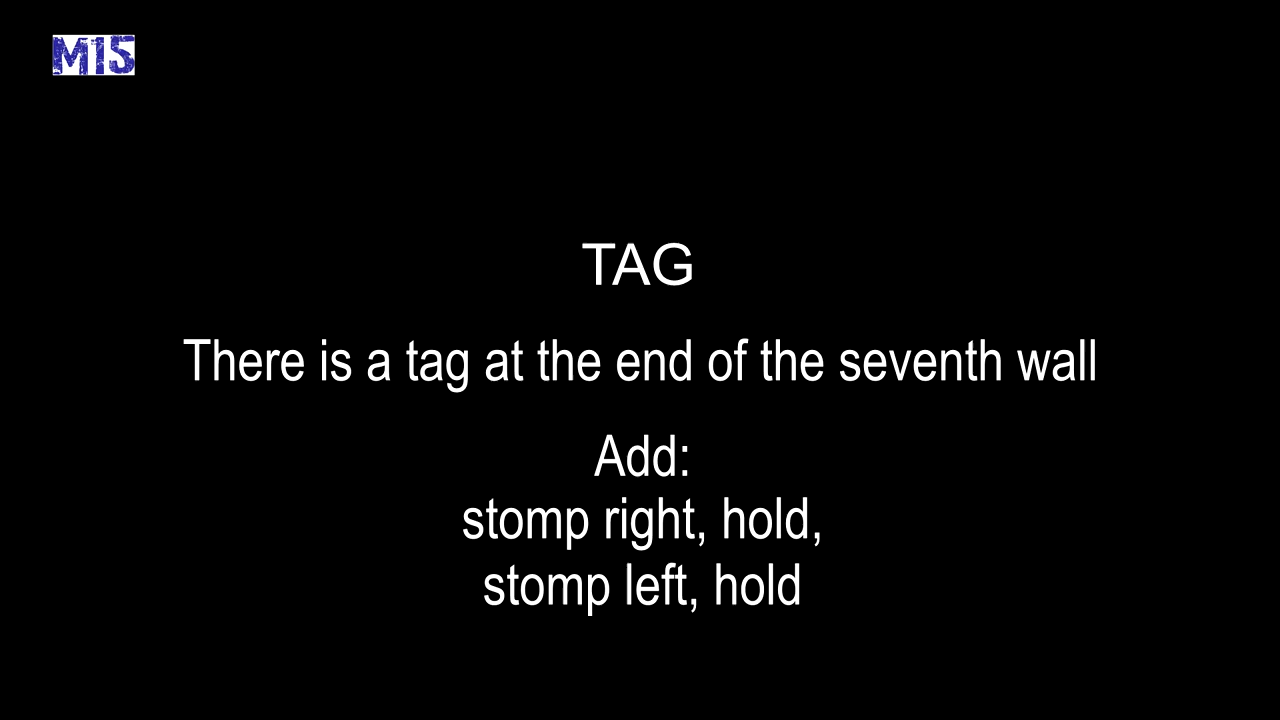 M15
TAG
There is a tag at the end of the seventh wall
Add:
stomp right, hold,
stomp left, hold